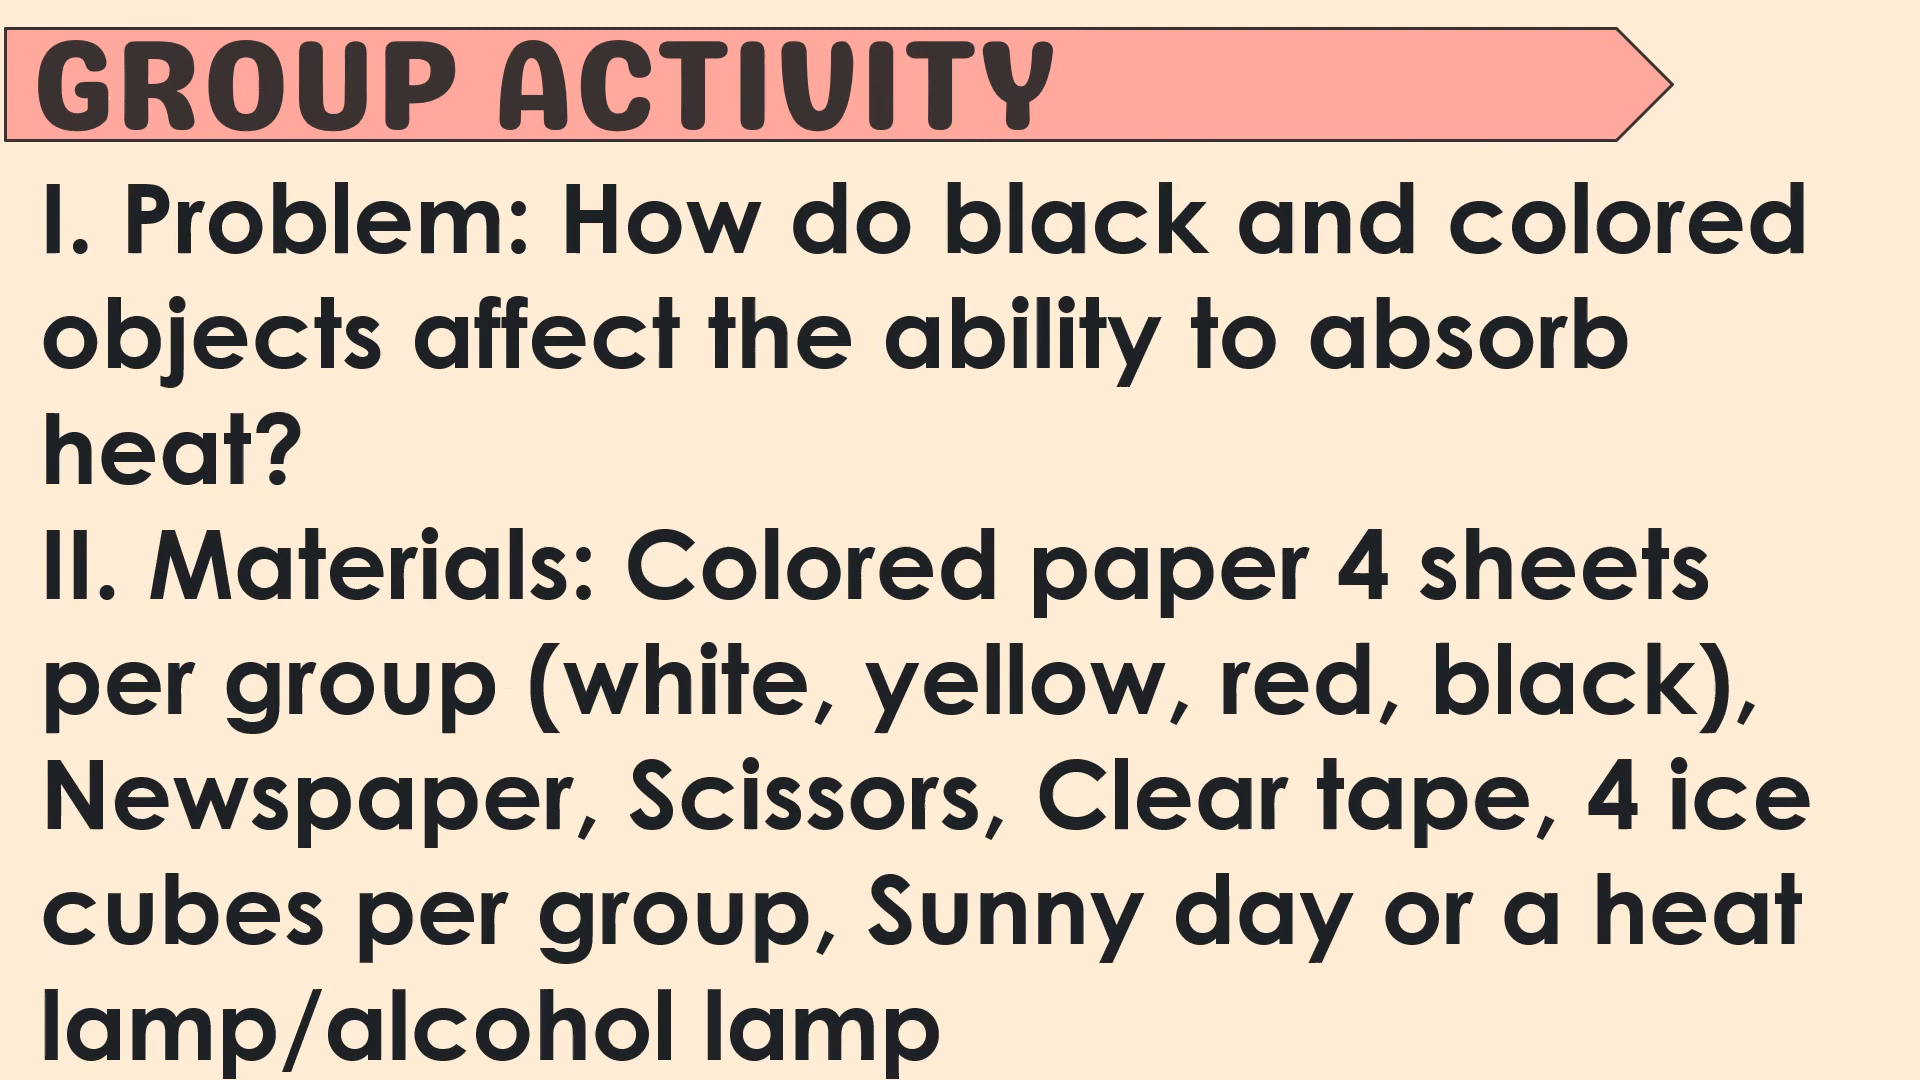 GROUP ACTIVITY
I. Problem: How do black and colored
objects affect the ability to absorb
heat?
II. Materials: Colored paper 4 sheets
per group (white, yellow, red, black),
Newspaper, Scissors, Clear tape, 4 ice
cubes per group, Sunny day or a heat
lamp/alcohol lamp